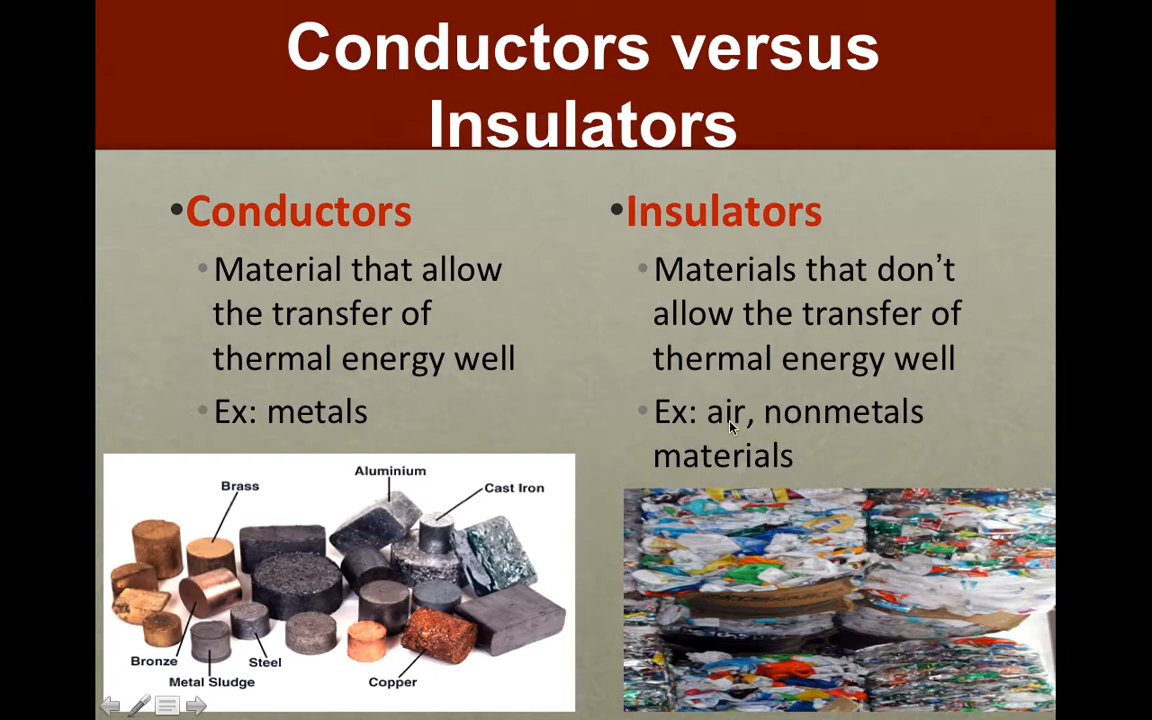 Conductors versus
Insulators
•Conductors
•Material that allow
the transfer of
thermal energy well
•Ex: metals
•Insulators
•Materials that don’t
allow the transfer of
thermal energy well
•Ex: air, nonmetals
materials
Aluminium
Brass
Cast Iron
Bronze
Steel
Metal Sludge
Copper